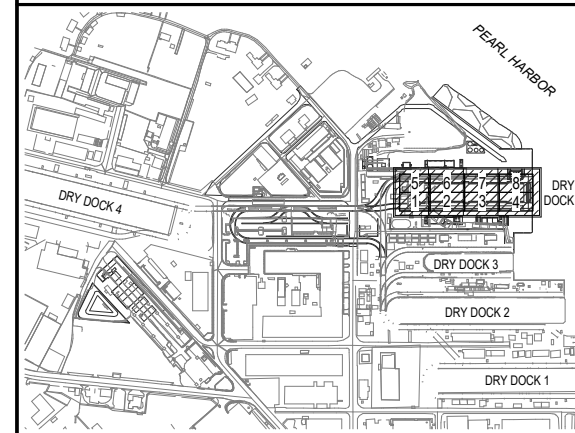 PEARL HARBOR
DRY DOCK 4
5 6 7 8
1 2 3 4
DRY
DOCK
DRY DOCK 3
DRY DOCK 2
DRY DOCK 1